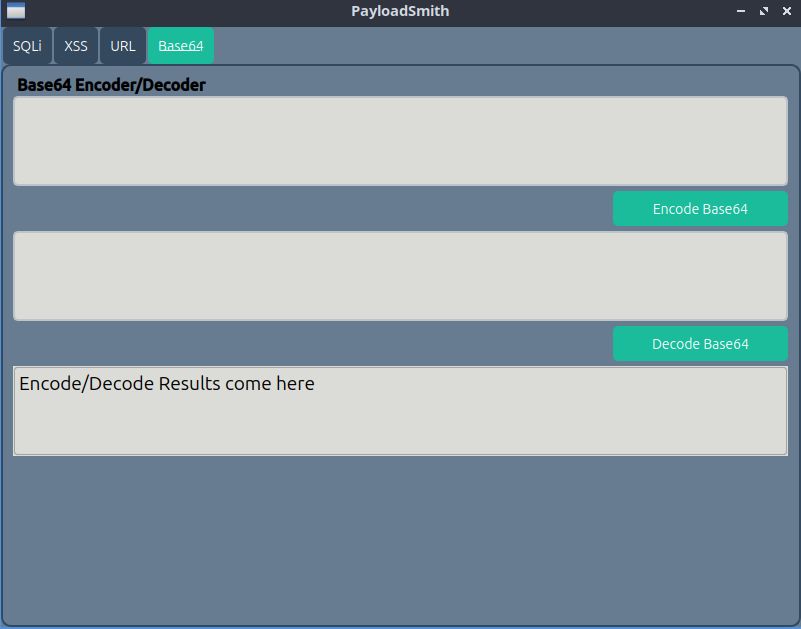 PayloadSmith
SQLi XSS URL Base64
Base64 Encoder/Decoder
Encode Base64
Decode Base64
Encode/Decode Results come here